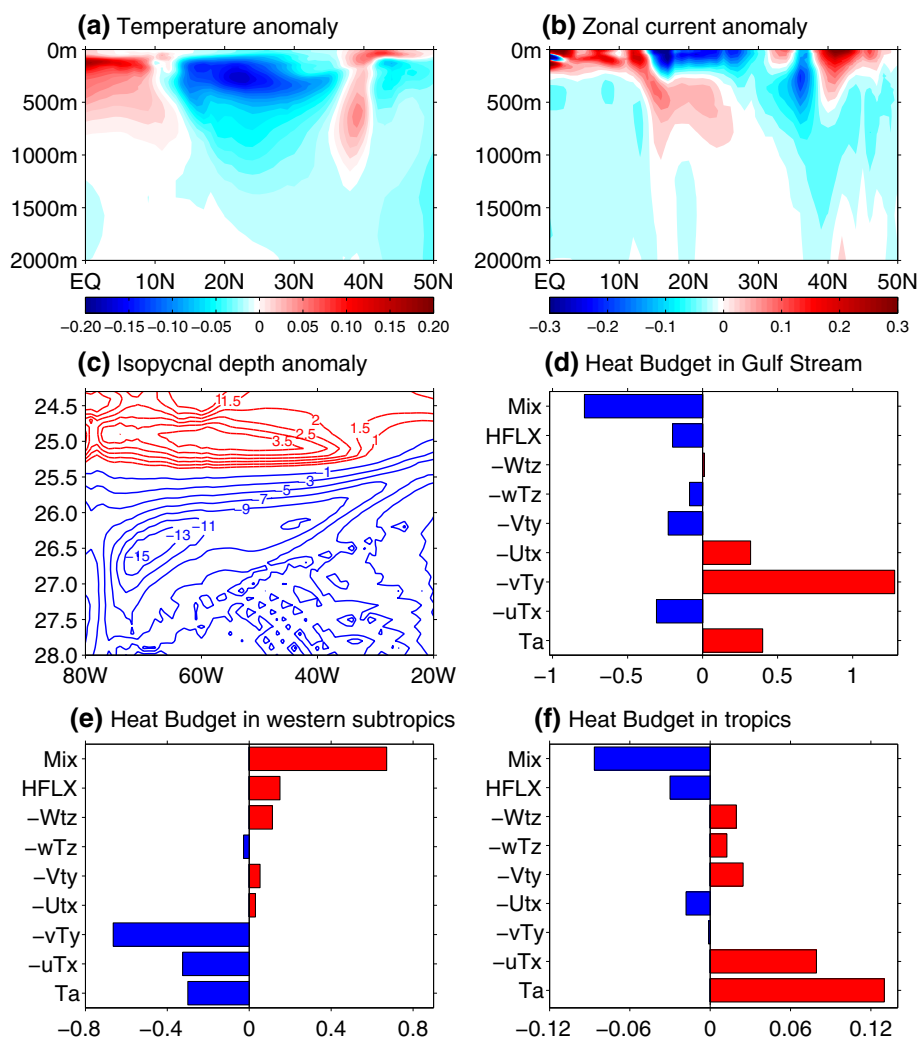 (a) Temperature anomaly
0m
500m
1000m
1500m
2000m
EQ 10N 20N 30N 40N 50N
−0.20 −0.15 −0.10 −0.05 0 0.05 0.10 0.15 0.20
(b) Zonal current anomaly
0m
500m
1000m
1500m
2000m
EQ 10N 20N 30N 40N 50N
−0.3 −0.2 −0.1 0 0.1 0.2 0.3
(c) Isopycnal depth anomaly
24.5
25.0
25.5
26.0
26.5
27.0
27.5
28.0
80W 60W 40W 20W
1.5
2
1.5
2.5
1
3.5
−1
−3
−5
−7
−9
−11
−13
−15
(d) Heat Budget in Gulf Stream
Mix
HFLX
−Wtz
−wTz
−Vty
−Utx
−vTy
−uTx
Ta
−1 −0.5 0 0.5 1
(e) Heat Budget in western subtropics
Mix
HFLX
−Wtz
−wTz
−Vty
−Utx
−vTy
−uTx
Ta
−0.8 −0.4 0 0.4 0.8
(f) Heat Budget in tropics
Mix
HFLX
−Wtz
−wTz
−Vty
−Utx
−vTy
−uTx
Ta
−0.12 −0.06 0 0.06 0.12